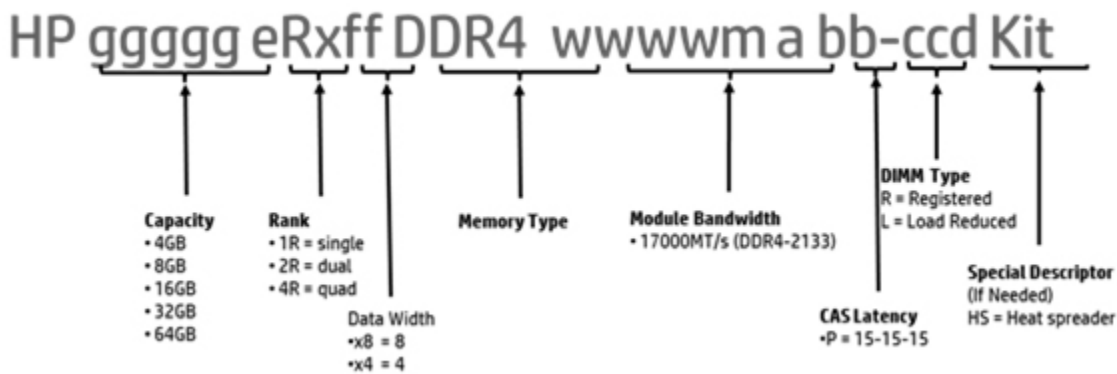 HP ggggg eRxff DDR4 wwwwm a bb-ccd Kit
Capacity
• 4GB
• 8GB
• 16GB
• 32GB
• 64GB
Rank
• 1R = single
• 2R = dual
• 4R = quad
Data Width
•x8 = 8
•x4 = 4
Memory Type
Module Bandwidth
• 17000MT/s (DDR4-2133)
CAS Latency
•P = 15-15-15
DIMM Type
R = Registered
L = Load Reduced
Special Descriptor
(If Needed)
HS = Heat spreader